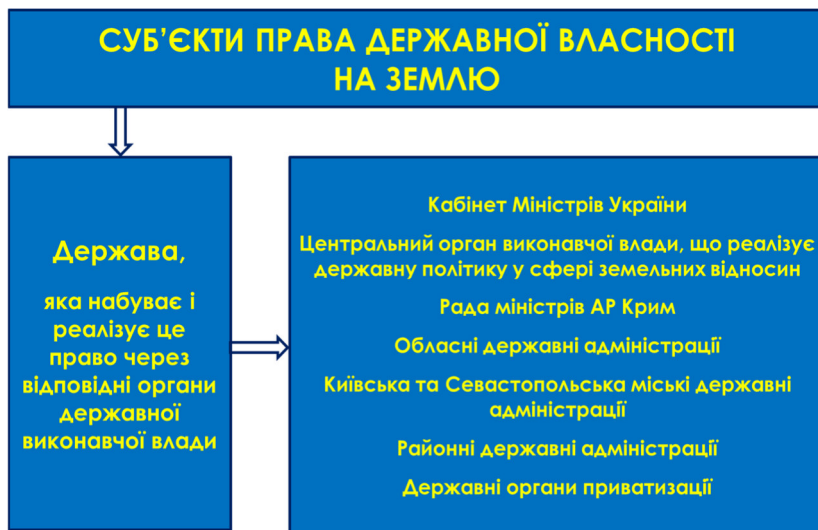 СУБ’ЄКТИ ПРАВА ДЕРЖАВНОЇ ВЛАСНОСТІ
НА ЗЕМЛЮ
Держава,
яка набуває і
реалізує це
право через
відповідні органи
державної
виконавчої влади
Кабінет Міністрів України
Центральний орган виконавчої влади, що реалізує
державну політику у сфері земельних відносин
Рада міністрів АР Крим
Обласні державні адміністрації
Київська та Севастопольська міські державні
адміністрації
Районні державні адміністрації
Державні органи приватизації